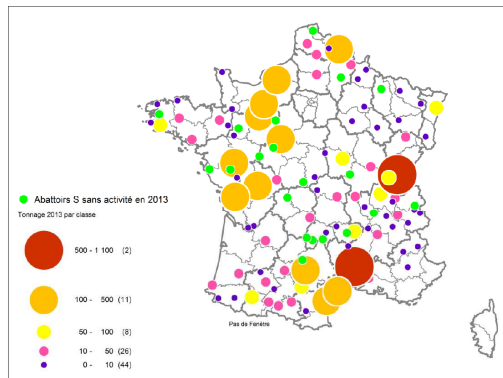 Abattoirs S sans activité en 2013
Tonnage 2013 par classe
500 - 1 100 (2)
100 - 500 (11)
50 - 100 (8)
10 - 50 (26)
0 - 10 (44)
Pas de Fenêtre